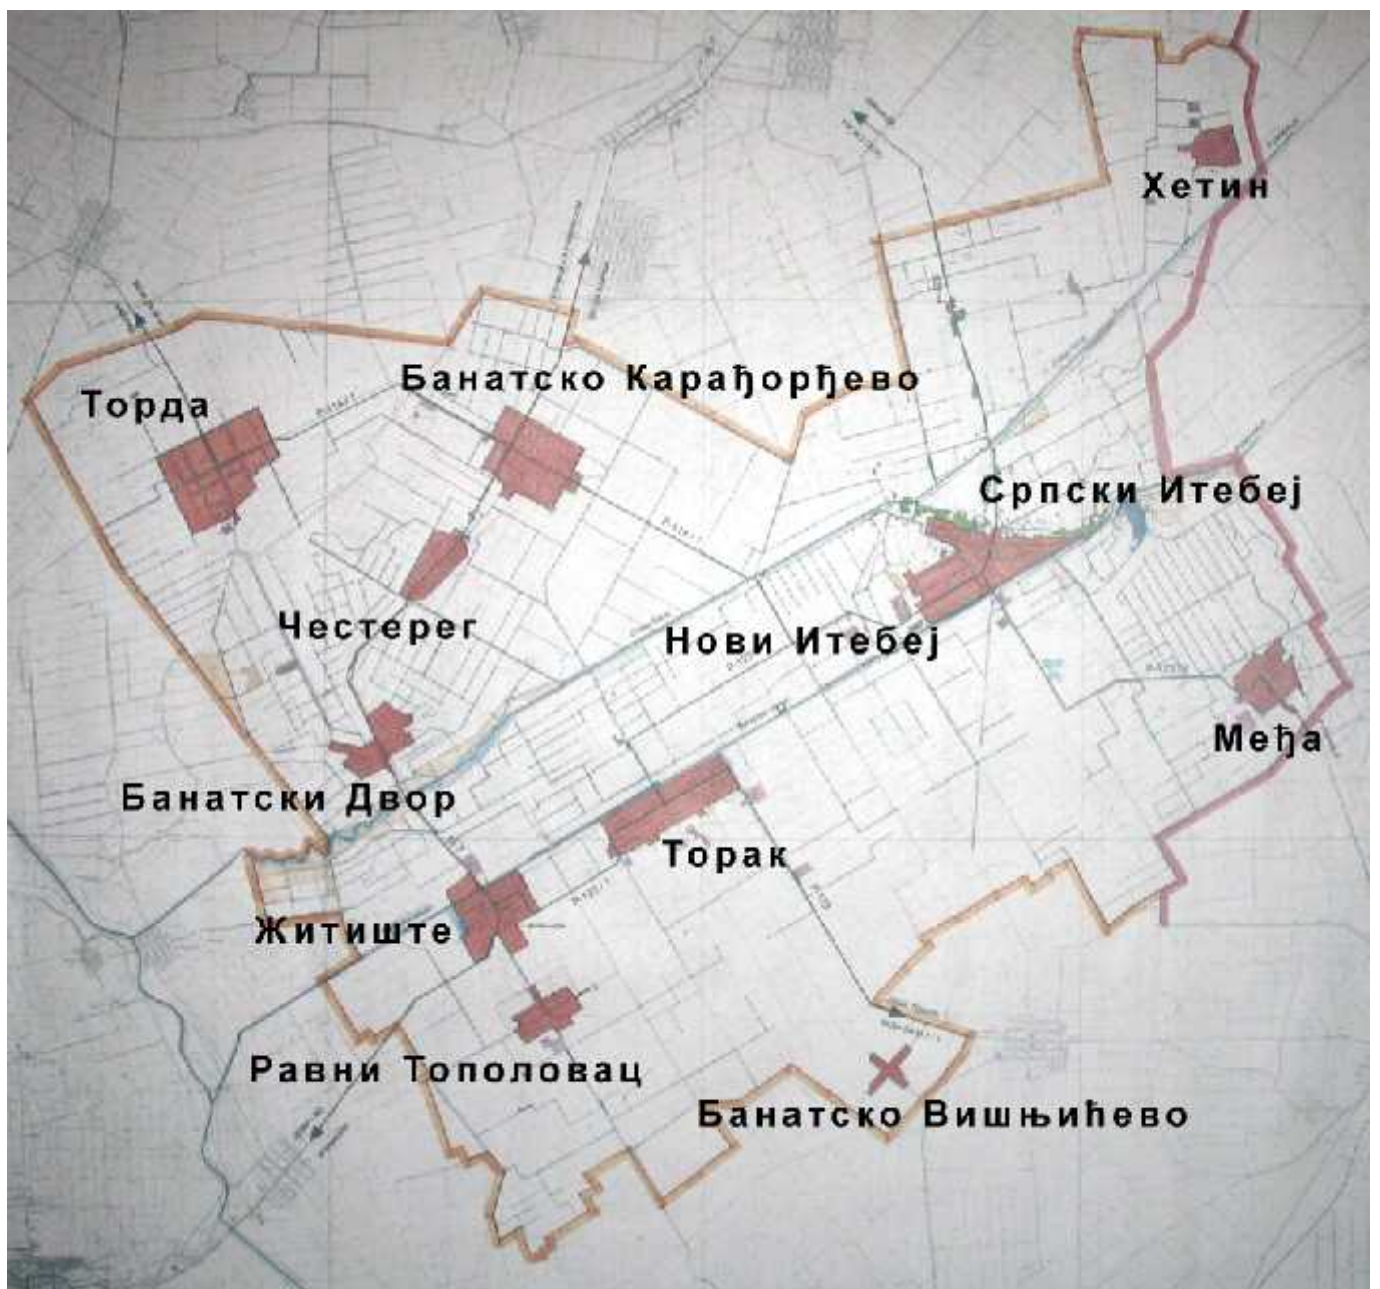 Хетин
Банатско Карађорђево
Торда
Српски Итебеј
Честерег
Нови Итебеј
Међа
Банатски Двор
Торак
Житиште
Равни Тополовац
Банатско Вишњићево